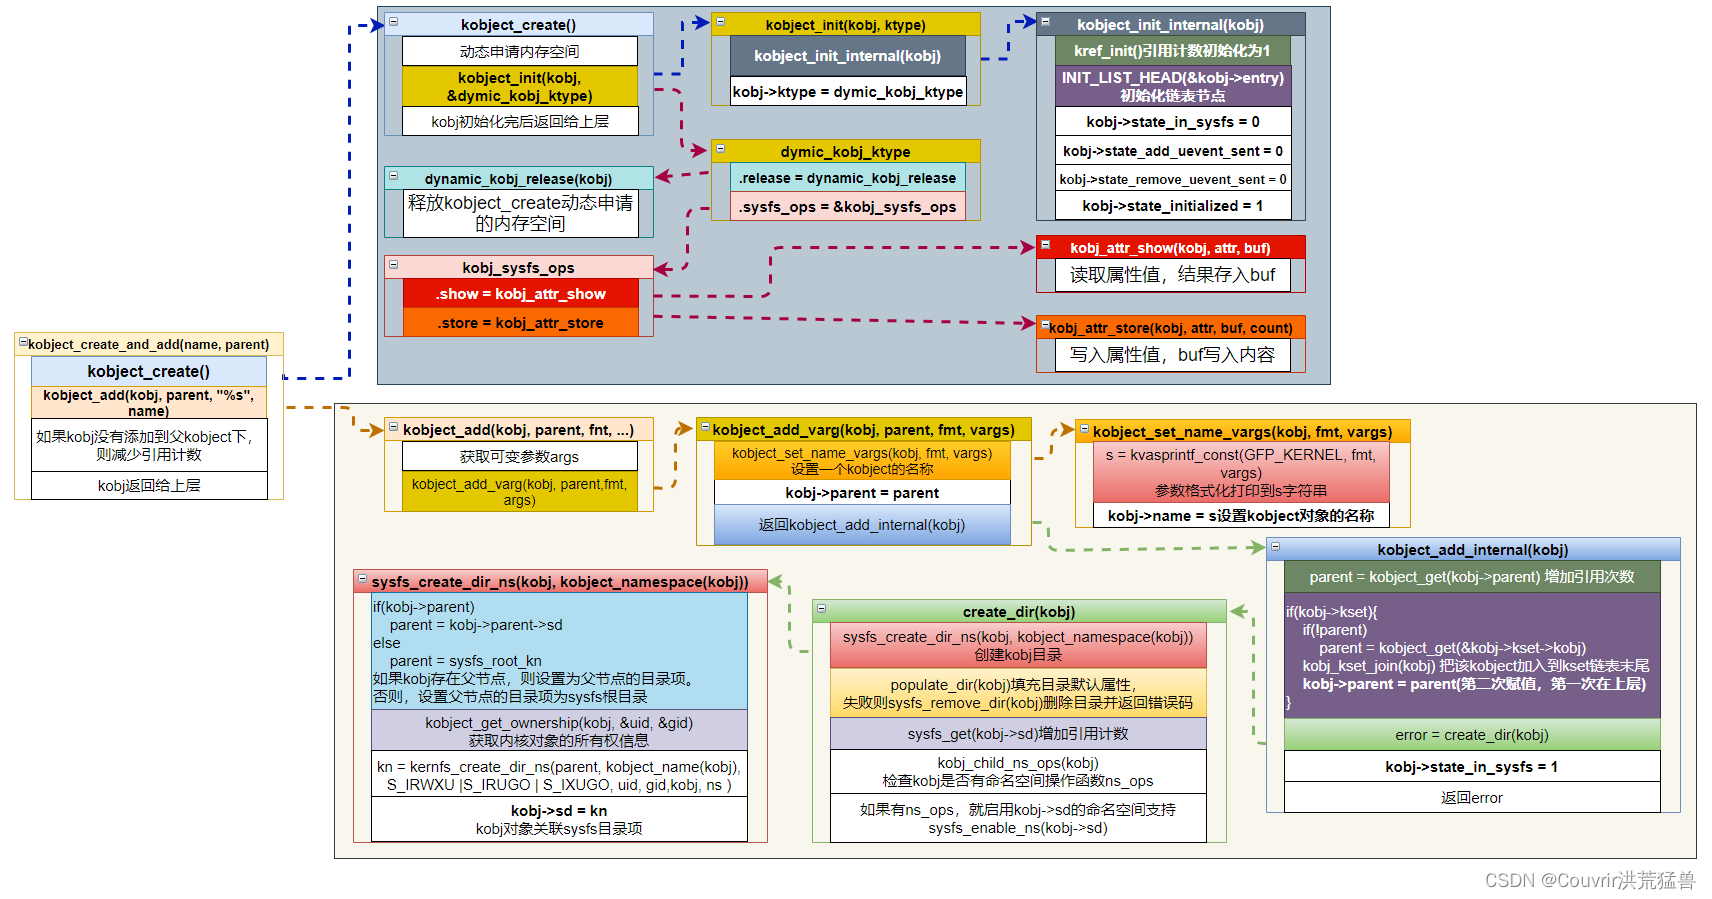 kobject_create_and_add(name, parent)
kobject_create()
kobject_add(kobj, parent, "%s",
name)
如果kobj没有添加到父kobject下，
则减少引用计数
kobj返回给上层
kobject_create()
动态申请内存空间
kobject_init(kobj,
&dymic_kobj_ktype)
kobj初始化完后返回给上层
kobject_init(kobj, ktype)
kobject_init_internal(kobj)
kobj->ktype = dymic_kobj_ktype
kobject_init_internal(kobj)
kref_init()引用计数初始化为1
INIT_LIST_HEAD(&kobj->entry)
初始化链表节点
kobj->state_in_sysfs = 0
kobj->state_add_uevent_sent = 0
kobj->state_remove_uevent_sent = 0
kobj->state_initialized = 1
dymic_kobj_ktype
.release = dynamic_kobj_release
.sysfs_ops = &kobj_sysfs_ops
dynamic_kobj_release(kobj)
释放kobject_create动态申请
的内存空间
kobj_sysfs_ops
.show = kobj_attr_show
.store = kobj_attr_store
kobj_attr_show(kobj, attr, buf)
读取属性值，结果存入buf
kobj_attr_store(kobj, attr, buf, count)
写入属性值，buf写入内容
kobject_add(kobj, parent, fnt, ...)
获取可变参数args
kobject_add_varg(kobj, parent,fmt,
args)
kobject_add_varg(kobj, parent, fmt, vargs)
kobject_set_name_vargs(kobj, fmt, vargs)
设置一个kobject的名称
kobj->parent = parent
返回kobject_add_internal(kobj)
kobject_set_name_vargs(kobj, fmt, vargs)
s = kvasprintf_const(GFP_KERNEL, fmt,
vargs)
参数格式化打印到s字符串
kobj->name = s设置kobject对象的名称
kobject_add_internal(kobj)
parent = kobject_get(kobj->parent) 增加引用次数
if(kobj->kset){
if(!parent)
parent = kobject_get(&kobj->kset->kobj)
kobj_kset_join(kobj) 把该kobject加入到kset链表末尾
kobj->parent = parent(第二次赋值，第一次在上层)
}
error = create_dir(kobj)
kobj->state_in_sysfs = 1
返回error
create_dir(kobj)
sysfs_create_dir_ns(kobj, kobject_namespace(kobj))
创建kobj目录
populate_dir(kobj)填充目录默认属性，
失败则sysfs_remove_dir(kobj)删除目录并返回错误码
sysfs_get(kobj->sd)增加引用计数
kobj_child_ns_ops(kobj)
检查kobj是否有命名空间操作函数ns_ops
如果有ns_ops，就启用kobj->sd的命名空间支持
sysfs_enable_ns(kobj->sd)
sysfs_create_dir_ns(kobj, kobject_namespace(kobj))
if(kobj->parent)
parent = kobj->parent->sd
else
parent = sysfs_root_kn
如果kobj存在父节点，则设置为父节点的目录项。
否则，设置父节点的目录项为sysfs根目录
kobject_get_ownership(kobj, &uid, &gid)
获取内核对象的所有权信息
kn = kernfs_create_dir_ns(parent, kobject_name(kobj),
S_IRWXU |S_IRUGO | S_IXUGO, uid, gid,kobj, ns )
kobj->sd = kn
kobj对象关联sysfs目录项
CSDN @Couvrir洪荒猛兽